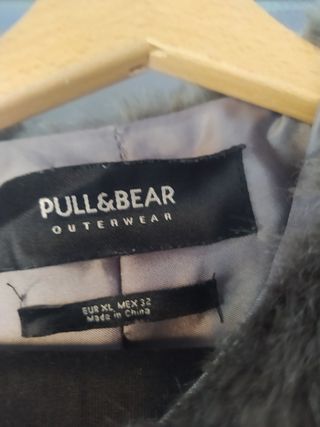 PULL&BEAR
OUTERWEAR
EUR XL MEX 32
Made in China